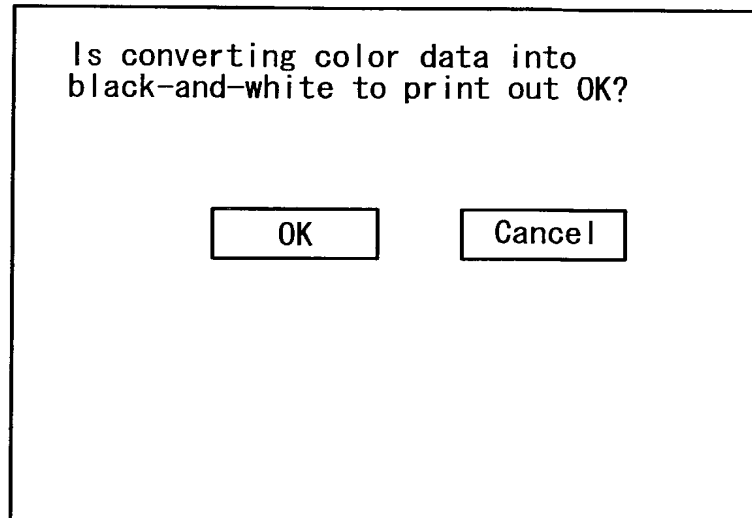 Is converting color data into
black-and-white to print out OK?
OK
Cancel